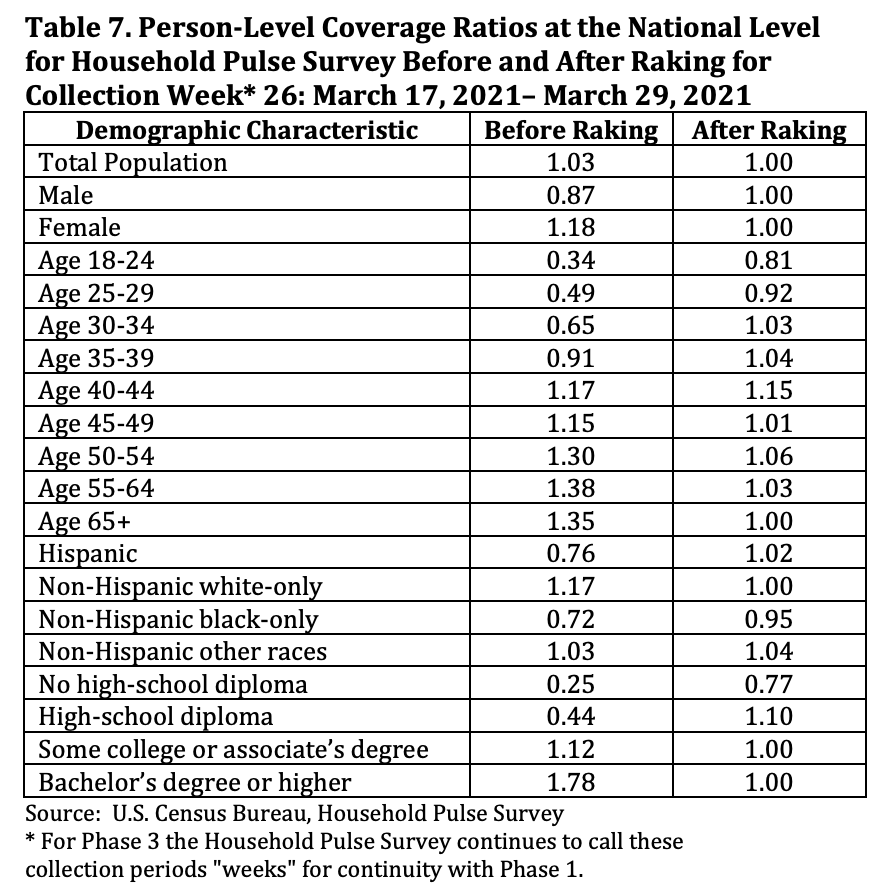 Table 7. Person-Level Coverage Ratios at the National Level
for Household Pulse Survey Before and After Raking for
Collection Week* 26: March 17, 2021– March 29, 2021
Demographic Characteristic Before Raking After Raking
Total Population 1.03 1.00
Male 0.87 1.00
Female 1.18 1.00
Age 18-24 0.34 0.81
Age 25-29 0.49 0.92
Age 30-34 0.65 1.03
Age 35-39 0.91 1.04
Age 40-44 1.17 1.15
Age 45-49 1.15 1.01
Age 50-54 1.30 1.06
Age 55-64 1.38 1.03
Age 65+ 1.35 1.00
Hispanic 0.76 1.02
Non-Hispanic white-only 1.17 1.00
Non-Hispanic black-only 0.72 0.95
Non-Hispanic other races 1.03 1.04
No high-school diploma 0.25 0.77
High-school diploma 0.44 1.10
Some college or associate’s degree 1.12 1.00
Bachelor’s degree or higher 1.78 1.00
Source:  U.S. Census Bureau, Household Pulse Survey
* For Phase 3 the Household Pulse Survey continues to call these
collection periods "weeks" for continuity with Phase 1.